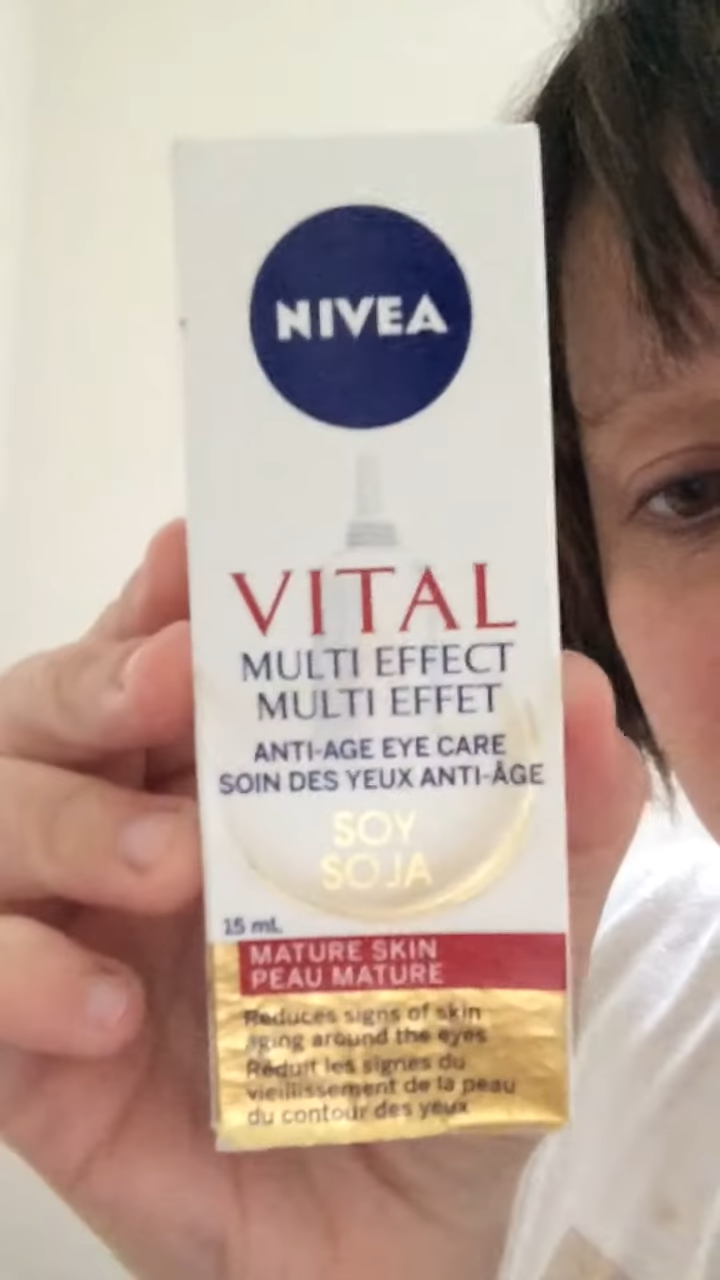 NIVEA
VITAL
MULTI EFFECT
MULTI EFFET
ANTI-AGE EYE CARE
SOIN DES YEUX ANTI-ÂGE
SOY
SOJA
15 mL
MATURE SKIN
PEAU MATURE
Reduces signs of skin
aging around the eyes
Réduit les signes du
vieillissement de la peau
du contour des yeux